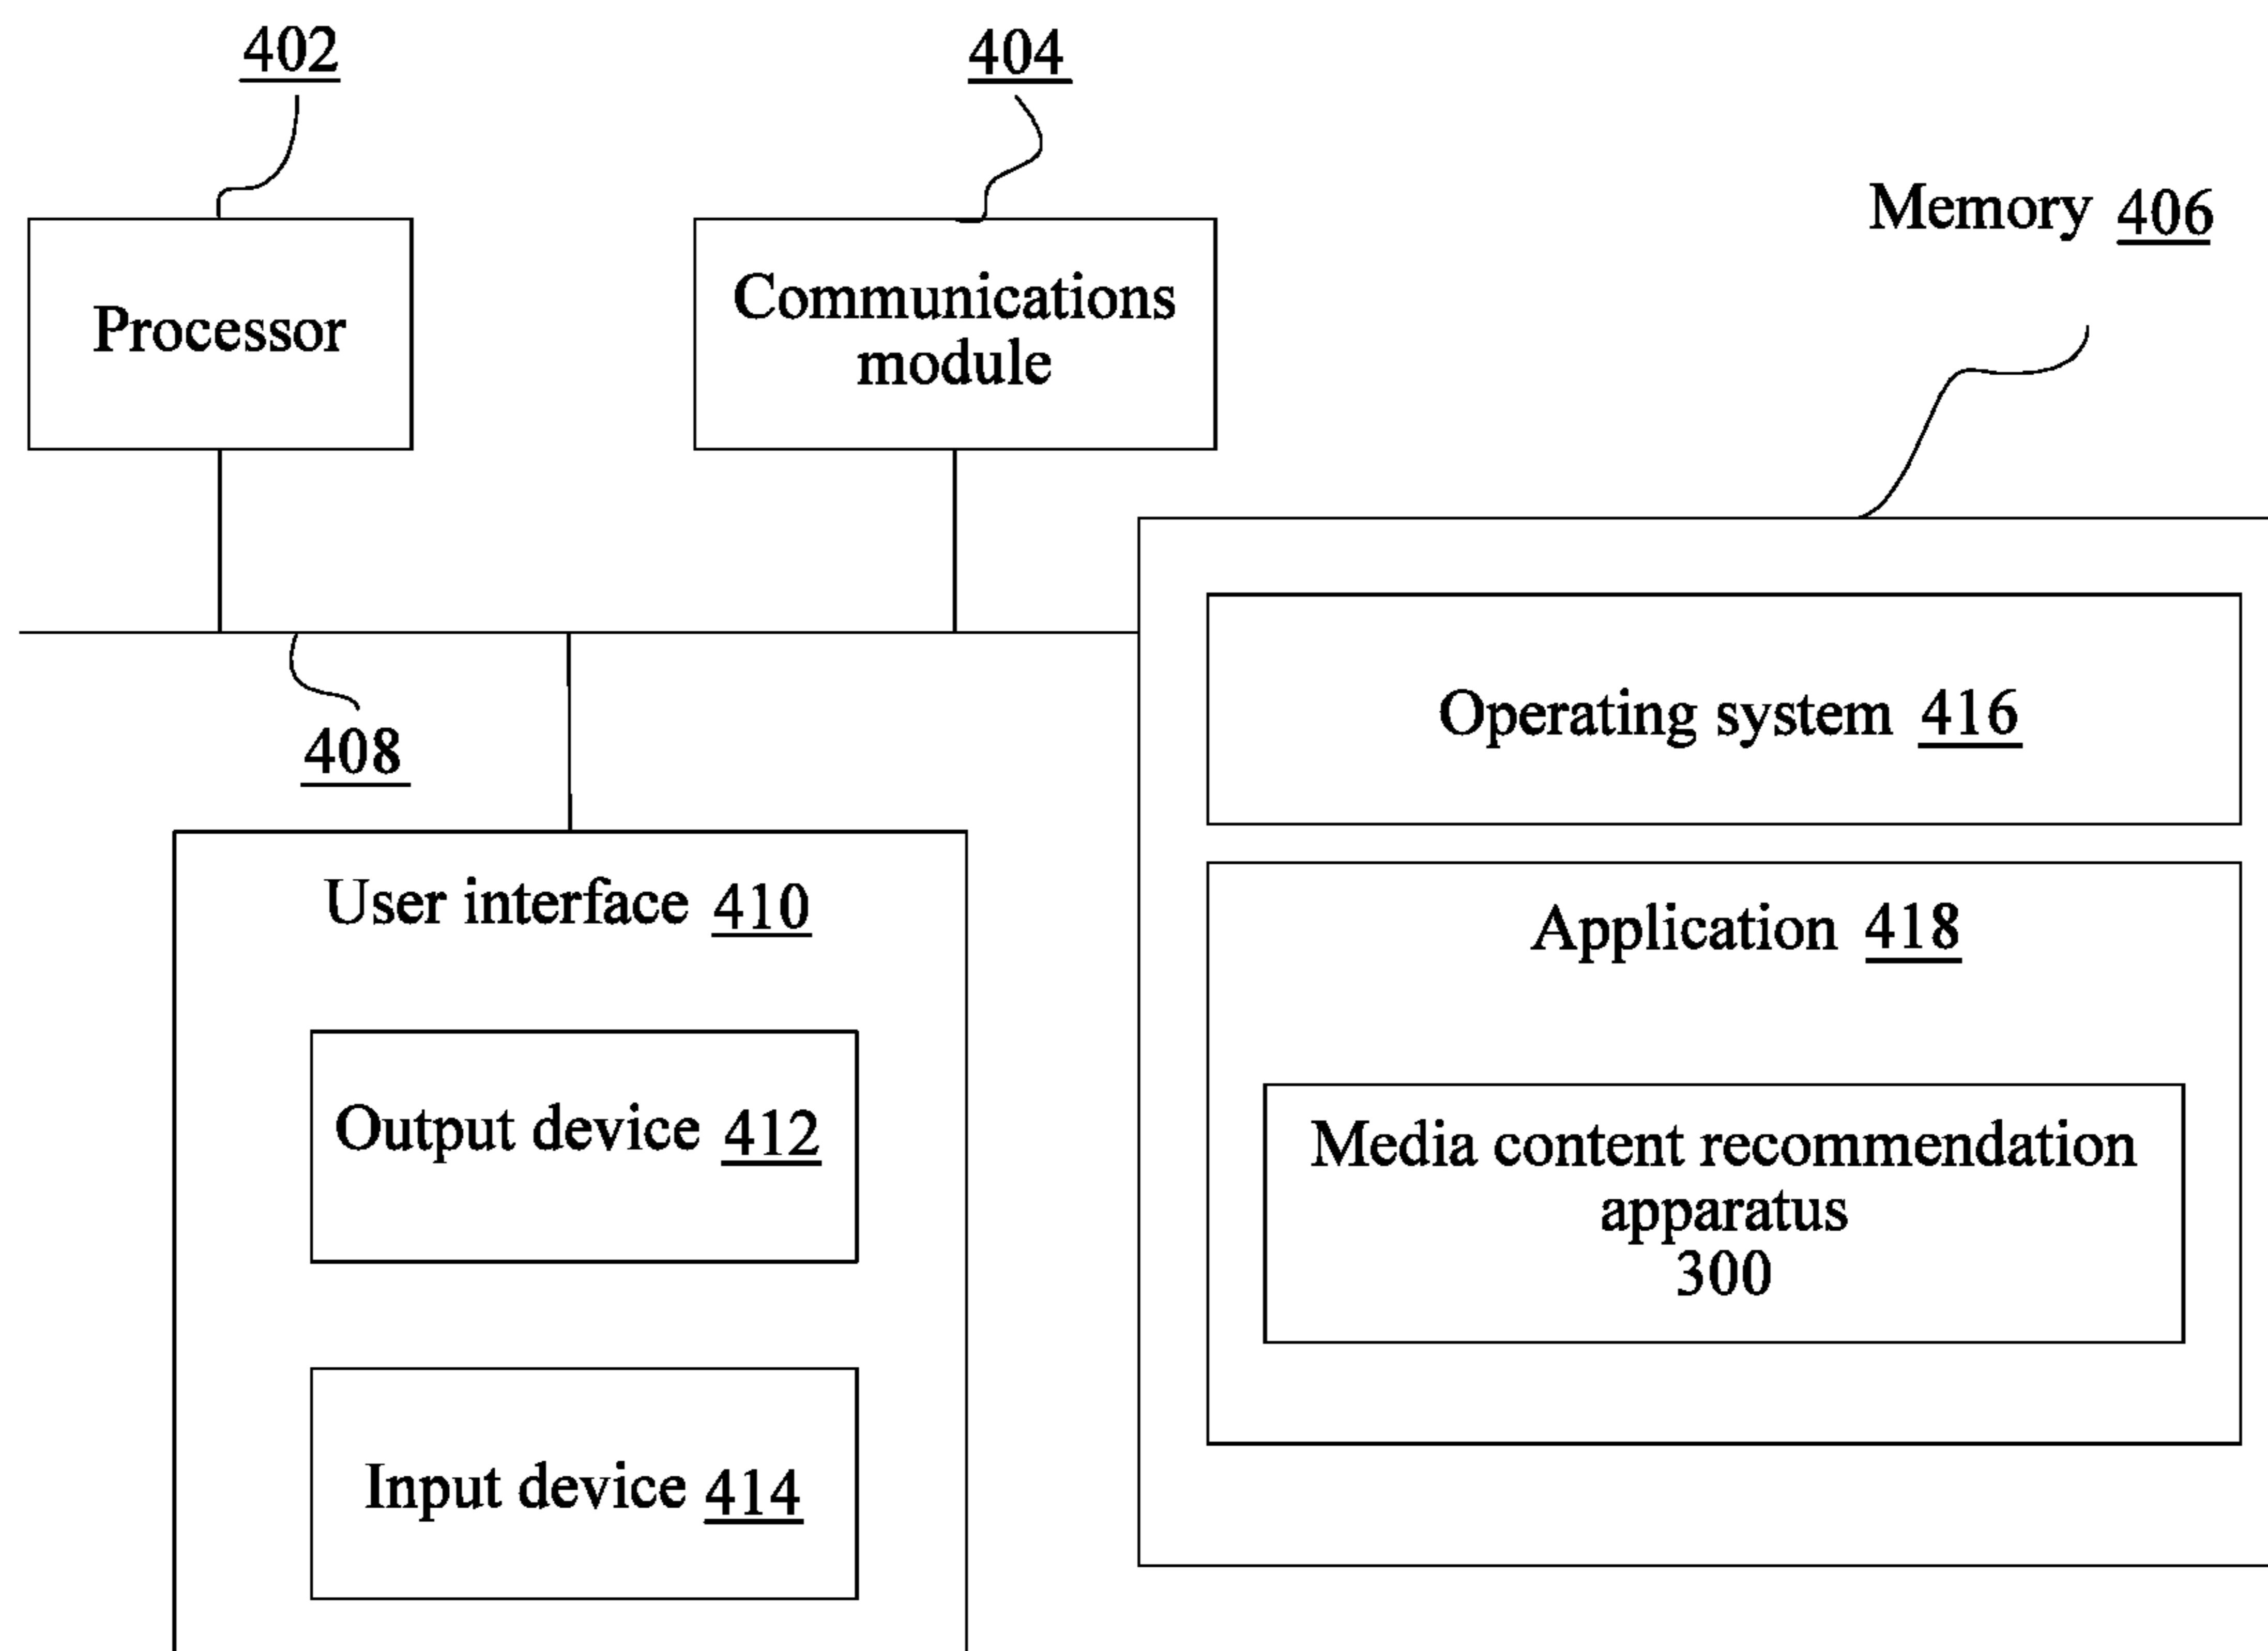 402
404
Memory 406
Processor
Communications
module
408
Operating system 416
User interface 410
Application 418
Output device 412
Media content recommendation
apparatus
300
Input device 414